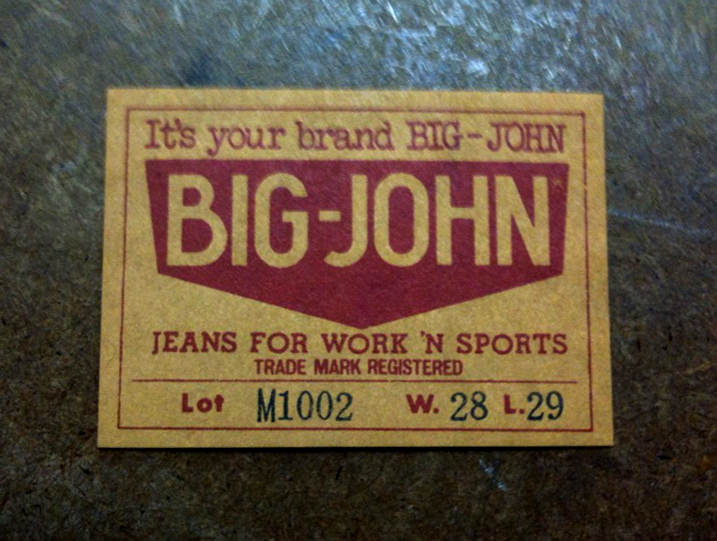 It's your brand BIG-JOHN
BIG-JOHN
JEANS FOR WORK 'N SPORTS
TRADE MARK REGISTERED
Lot M1002 W. 28 L. 29